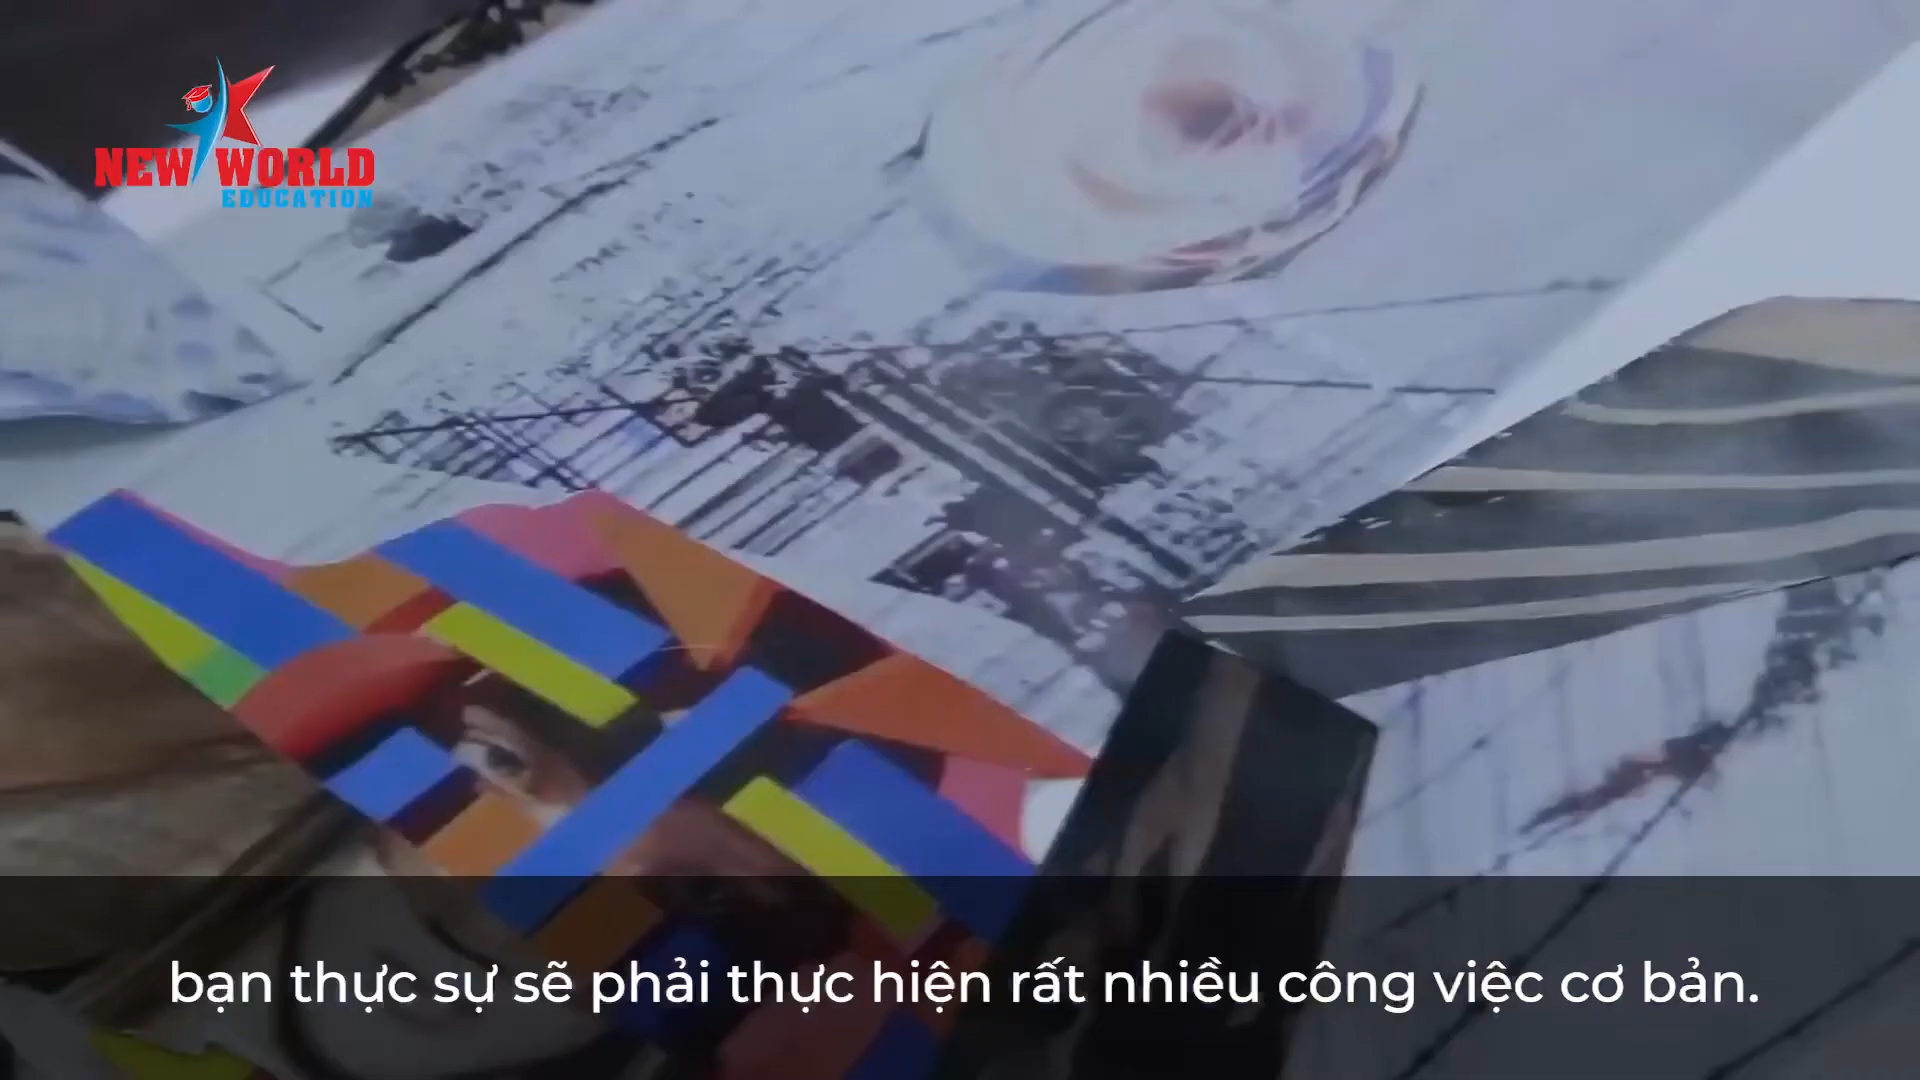 NEW WORLD
EDUCATION
bạn thực sự sẽ phải thực hiện rất nhiều công việc cơ bản.